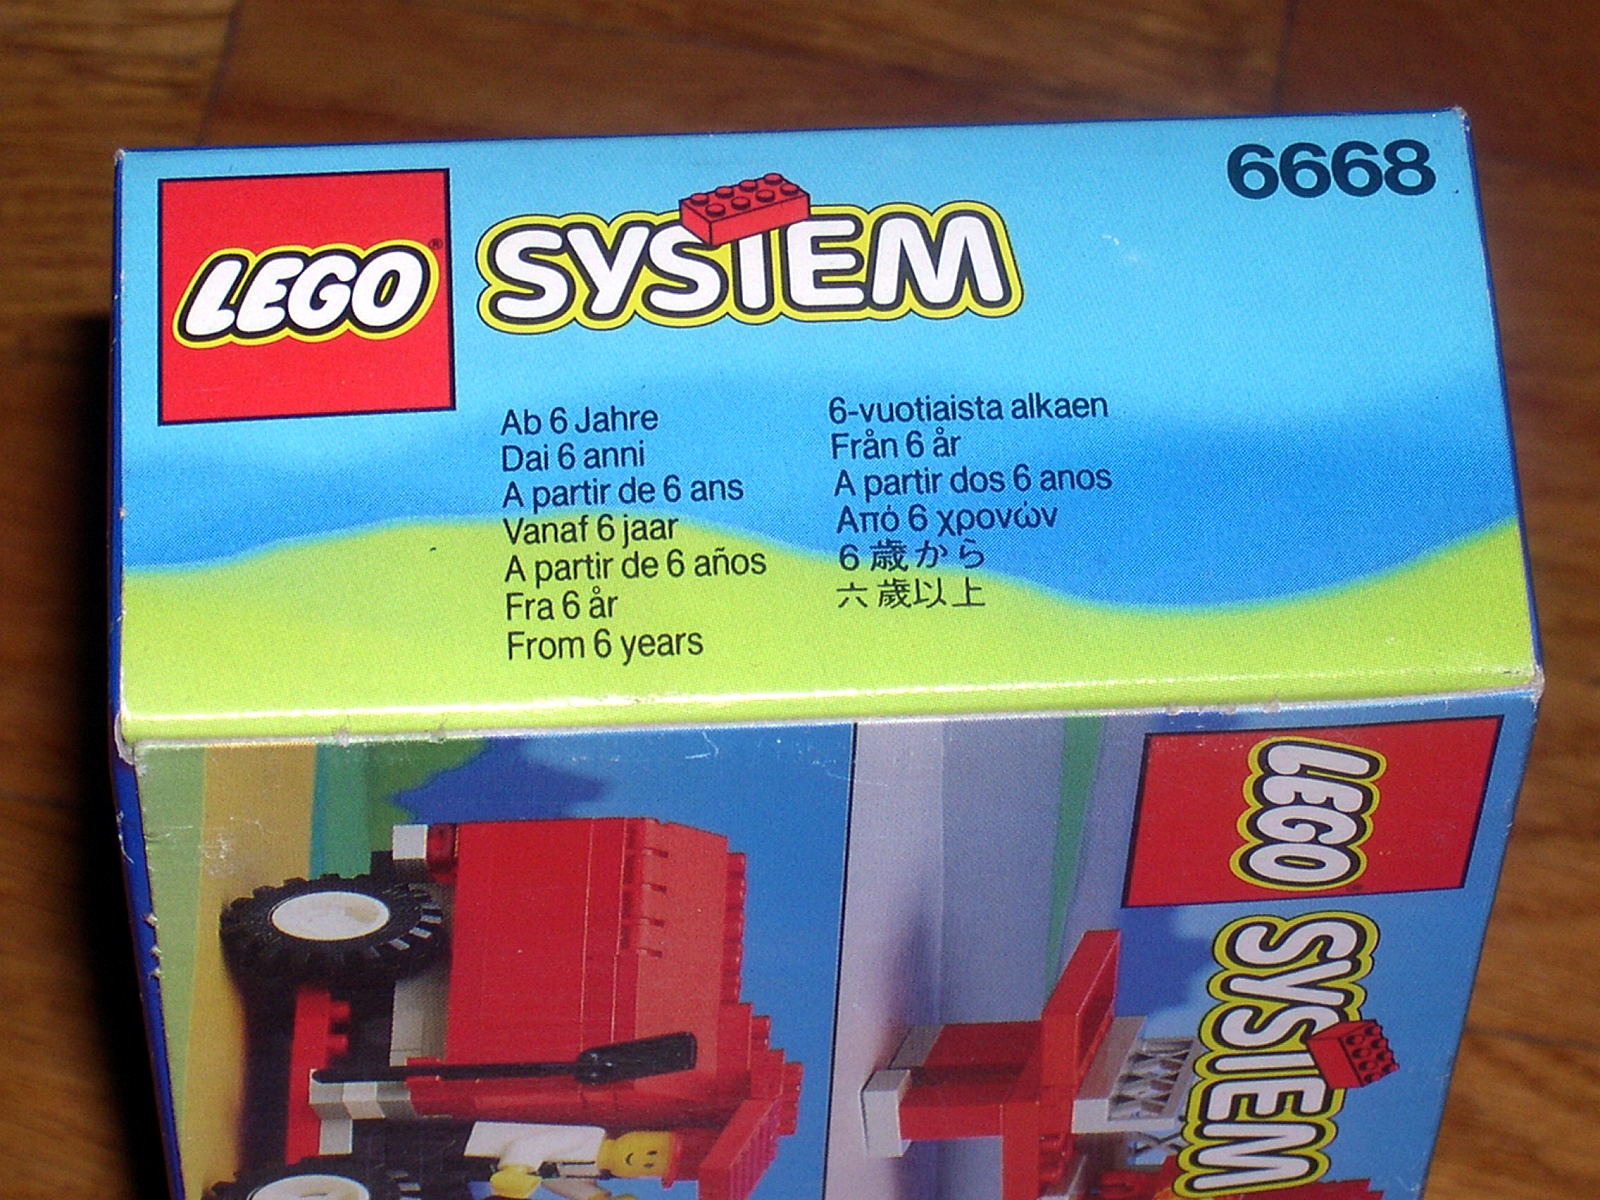 LEGO®
SYSTEM
6668
Ab 6 Jahre
Dai 6 anni
A partir de 6 ans
Vanaf 6 jaar
A partir de 6 años
Fra 6 år
From 6 years
6-vuotiaista alkaen
Från 6 år
A partir dos 6 anos
Από 6 χρονών
6歳から
六歲以上
LEGO
SYSTEM